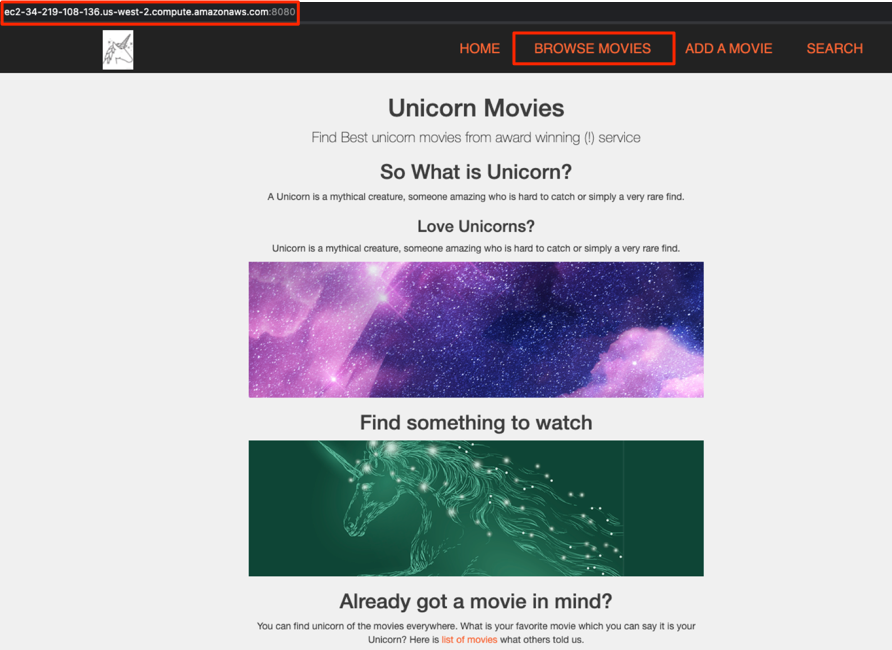 ec2-34-219-108-136.us-west-2.compute.amazonaws.com:8080
HOME BROWSE MOVIES ADD A MOVIE SEARCH
Unicorn Movies
Find Best unicorn movies from award winning (!) service
So What is Unicorn?
A Unicorn is a mythical creature, someone amazing who is hard to catch or simply a very rare find.
Love Unicorns?
Unicorn is a mythical creature, someone amazing who is hard to catch or simply a very rare find.
Find something to watch
Already got a movie in mind?
You can find unicorn of the movies everywhere. What is your favorite movie which you can say it is your
Unicorn? Here is list of movies what others told us.